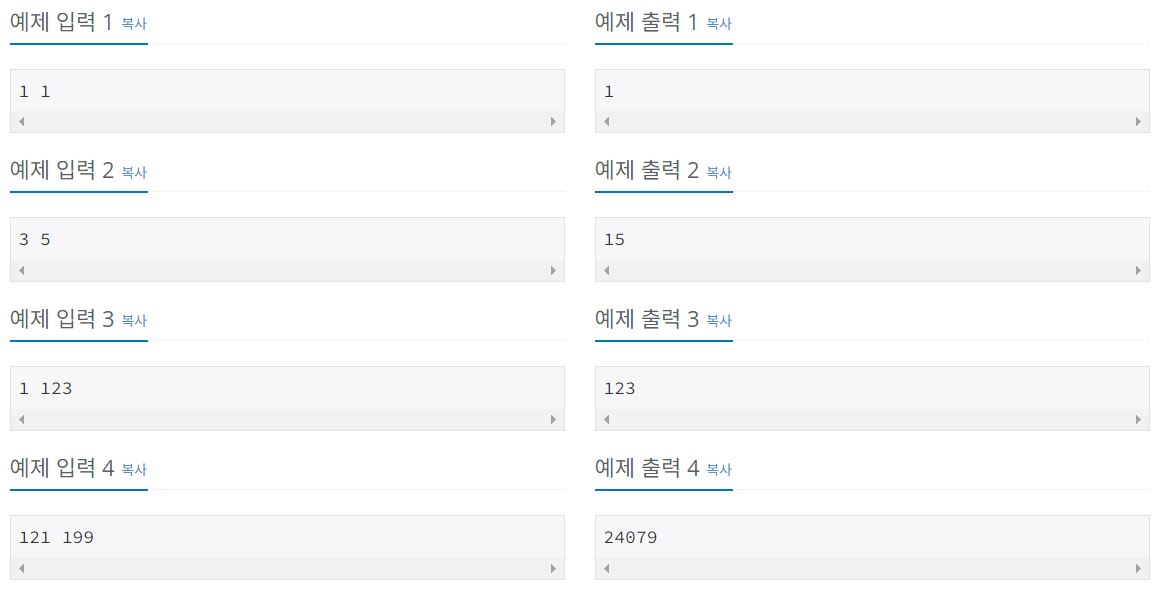 예제 입력 1 복사
예제 출력 1 복사
1 1
1
예제 입력 2 복사
예제 출력 2 복사
3 5
15
예제 입력 3 복사
예제 출력 3 복사
1 123
123
예제 입력 4 복사
예제 출력 4 복사
121 199
24079